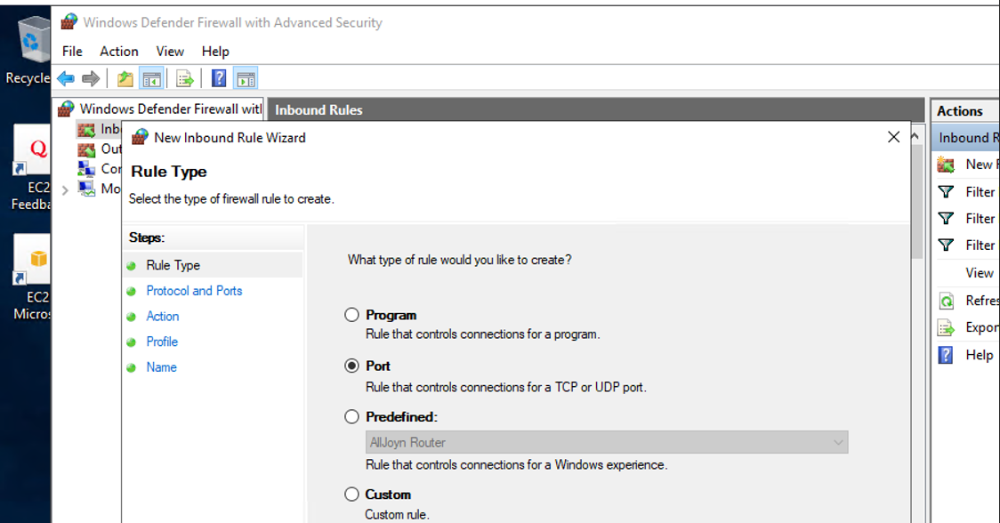 Windows Defender Firewall with Advanced Security
File Action View Help
Recycle
Windows Defender Firewall with
Inbound Rules
Actions
Inb
New Inbound Rule Wizard
Inbound R
Out
Rule Type
New R
Con
Q
Mo
Select the type of firewall rule to create.
Filter
EC2
Feedba
Filter
Steps:
Filter
Rule Type
What type of rule would you like to create?
View
Protocol and Ports
EC2
Refres
Micros
Action
Program
Rule that controls connections for a program.
Expor
Profile
Help
Name
Port
Rule that controls connections for a TCP or UDP port.
Predefined:
AllJoyn Router
Rule that controls connections for a Windows experience.
Custom
Custom rule.